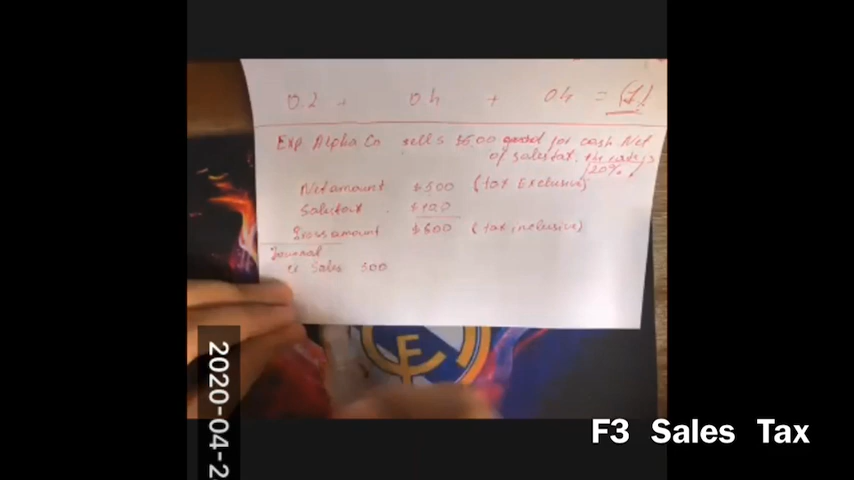 0.2 + 0.4 + 0.4 = (1)
Exp. Alpha Co sells $500 good for cash Net
of sales tax. the rate is
20%.
Net amount $500 (tax Exclusive)
Sales tax $100
Gross amount $600 (tax inclusive)
Journal
cr Sales 500
2020-04-2
F3 Sales Tax